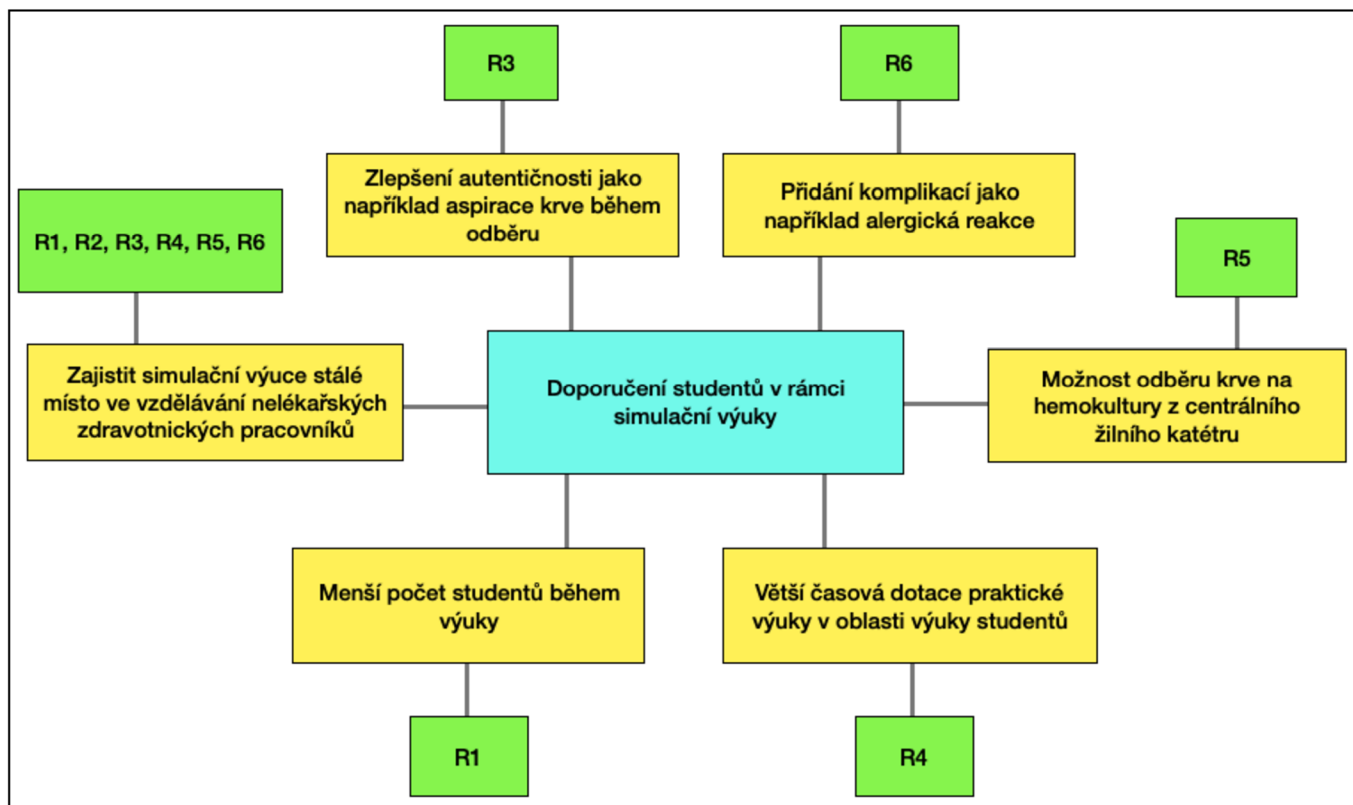 R3
R6
Zlepšení autentičnosti jako
například aspirace krve během
odběru
Přidání komplikací jako
například alergická reakce
R1, R2, R3, R4, R5, R6
R5
Zajistit simulační výuce stálé
místo ve vzdělávání nelékařských
zdravotnických pracovníků
Doporučení studentů v rámci
simulační výuky
Možnost odběru krve na
hemokultury z centrálního
žilního katétru
Menší počet studentů během
výuky
Větší časová dotace praktické
výuky v oblasti výuky studentů
R1
R4